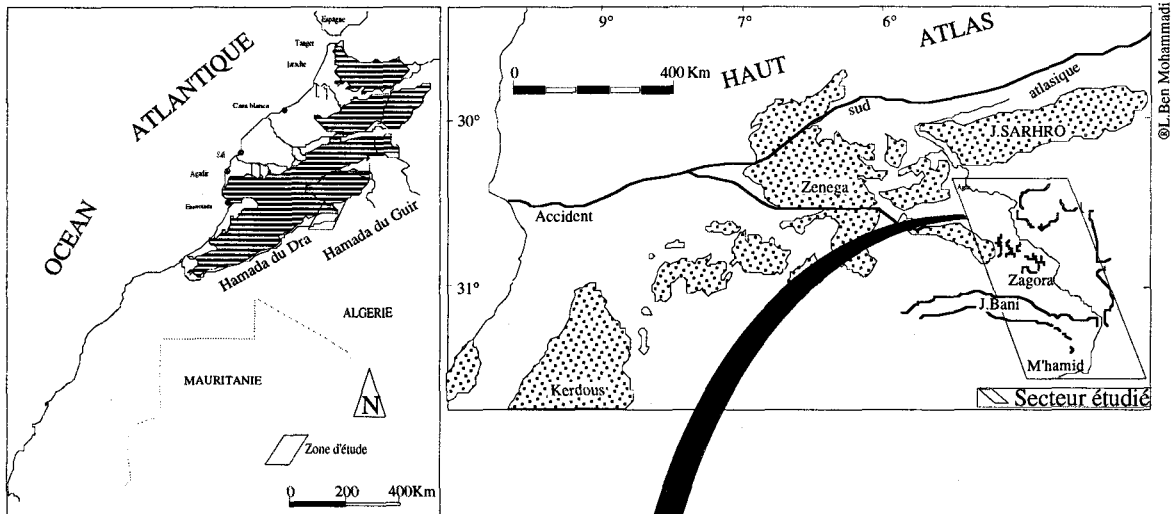 Espagne
Tanger
Casa blanca
Safi
Agadir
OCEAN ATLANTIQUE
Hamada du Dra
Hamada du Guir
ALGERIE
MAURITANIE
N
Zone d'étude
0 200 400Km
9° 7° 6°
HAUT ATLAS
0 400 Km
30°
31°
Accident sud atlasique
J.SARHRO
Zenega
Zagora
J.Bani
M'hamid
Kerdous
Secteur étudié
®L.Ben Mohammadi